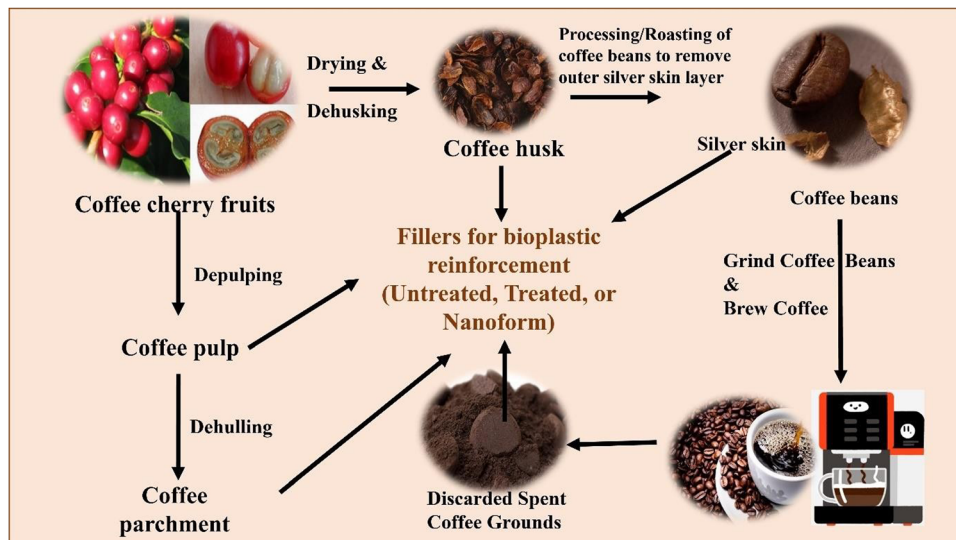 Drying &
Dehusking
Processing/Roasting of
coffee beans to remove
outer silver skin layer
Coffee husk
Silver skin
Coffee cherry fruits
Coffee beans
Fillers for bioplastic
reinforcement
(Untreated, Treated, or
Nanoform)
Depulping
Grind Coffee Beans
&
Brew Coffee
Coffee pulp
Dehulling
Coffee
parchment
Discarded Spent
Coffee Grounds